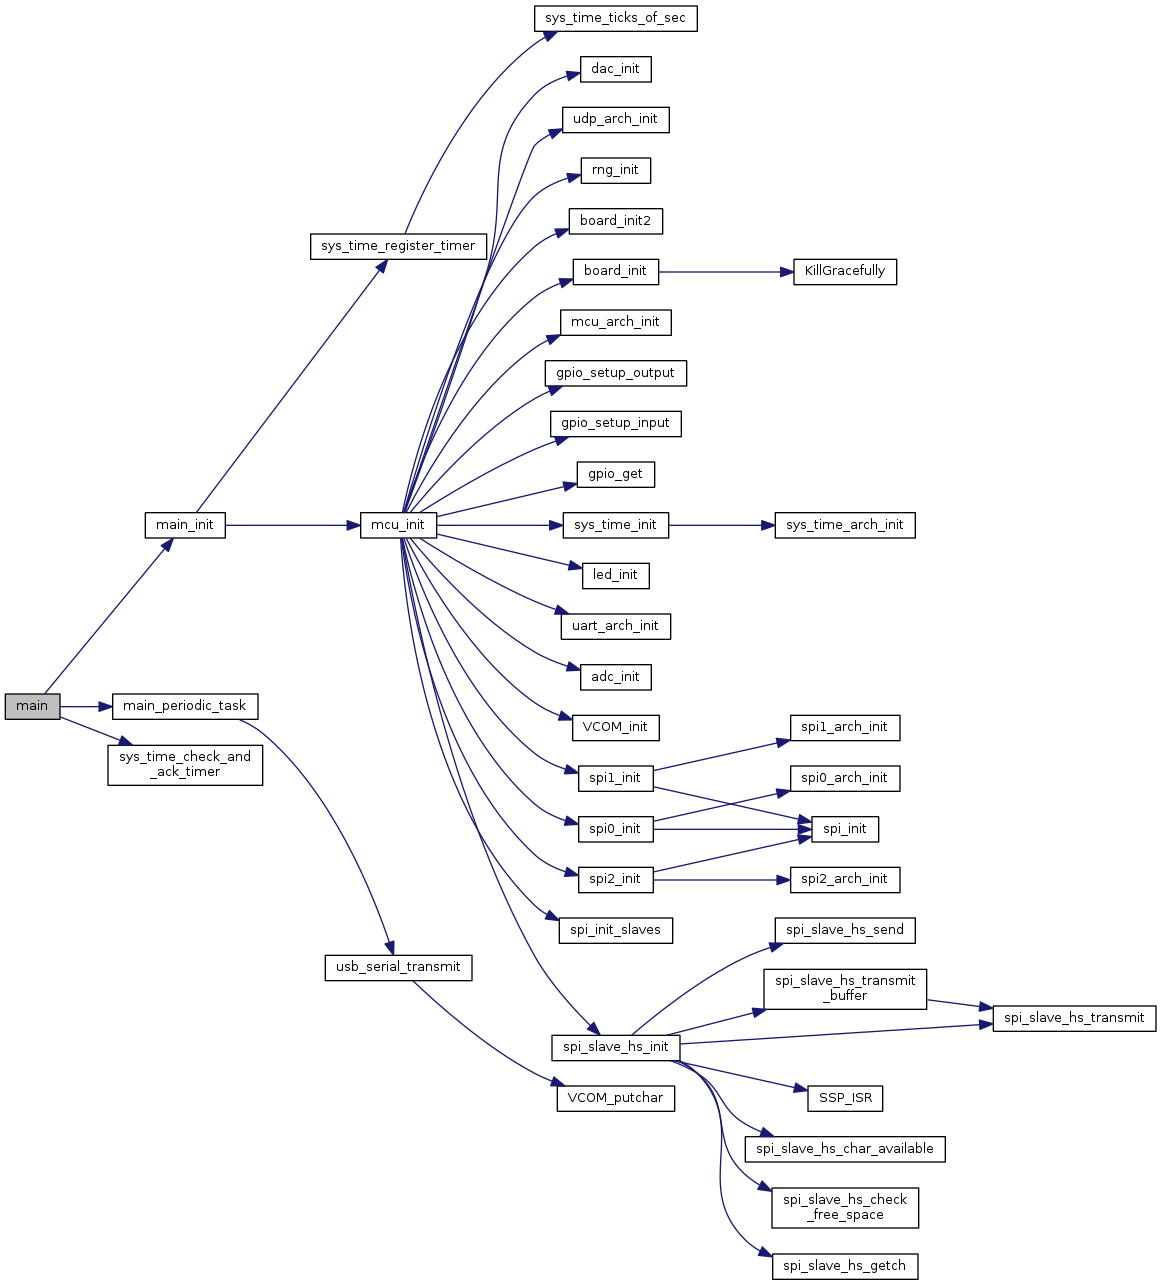 sys_time_ticks_of_sec
dac_init
udp_arch_init
rng_init
board_init2
sys_time_register_timer
board_init
KillGracefully
mcu_arch_init
gpio_setup_output
gpio_setup_input
gpio_get
main_init
mcu_init
sys_time_init
sys_time_arch_init
led_init
uart_arch_init
adc_init
main
main_periodic_task
VCOM_init
spi1_arch_init
sys_time_check_and
_ack_timer
spi1_init
spi0_arch_init
spi0_init
spi_init
spi2_init
spi2_arch_init
spi_init_slaves
spi_slave_hs_send
usb_serial_transmit
spi_slave_hs_transmit
_buffer
spi_slave_hs_transmit
spi_slave_hs_init
VCOM_putchar
SSP_ISR
spi_slave_hs_char_available
spi_slave_hs_check
_free_space
spi_slave_hs_getch